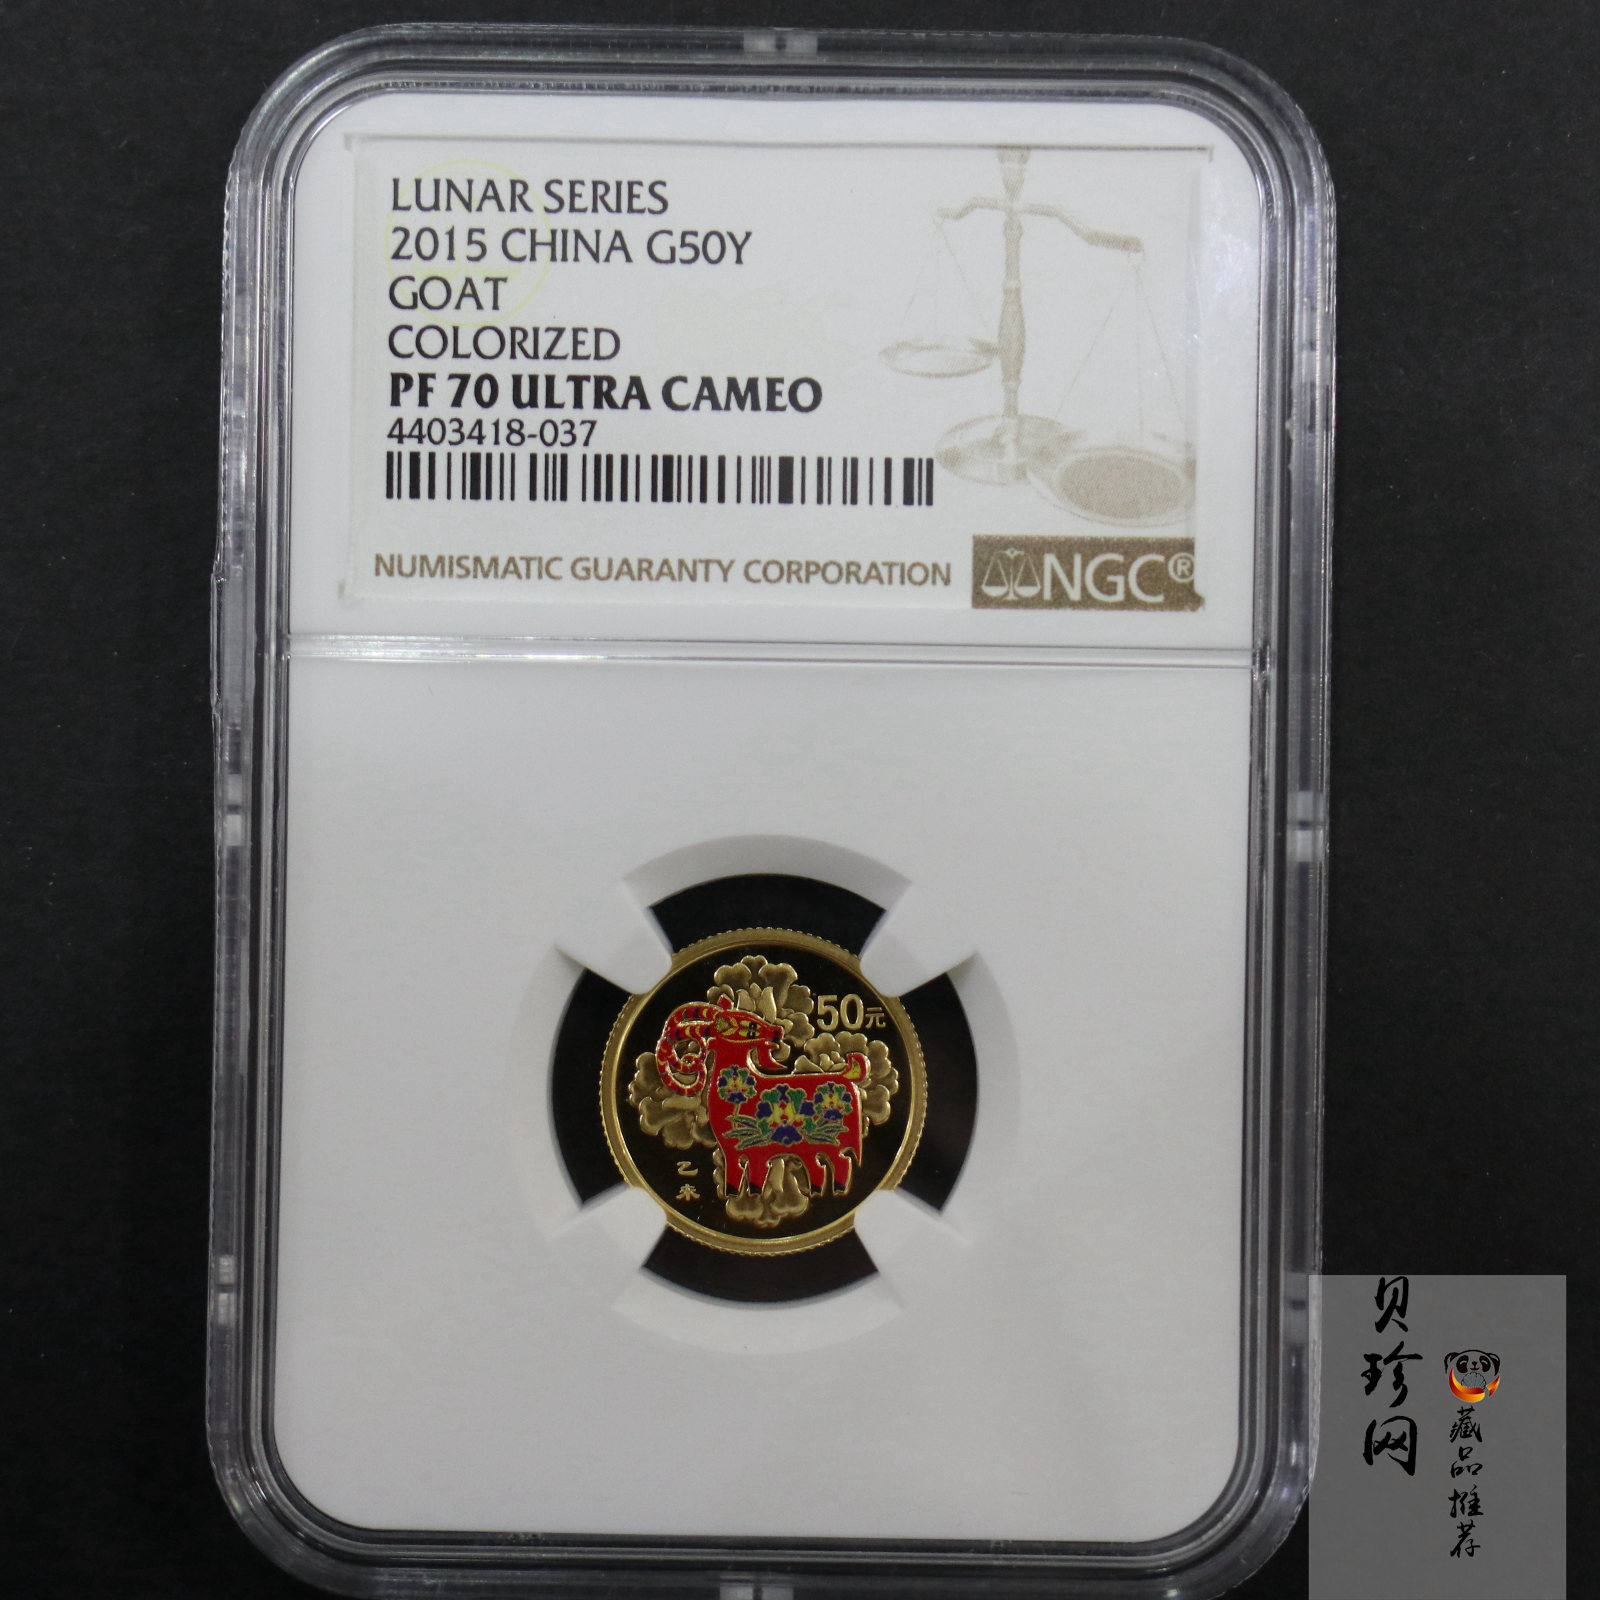 LUNAR SERIES
2015 CHINA G50Y
GOAT
COLORIZED
PF 70 ULTRA CAMEO
4403418-037
NUMISMATIC GUARANTY CORPORATION
NGC®
50元
乙
未
贝珍网
藏品推荐